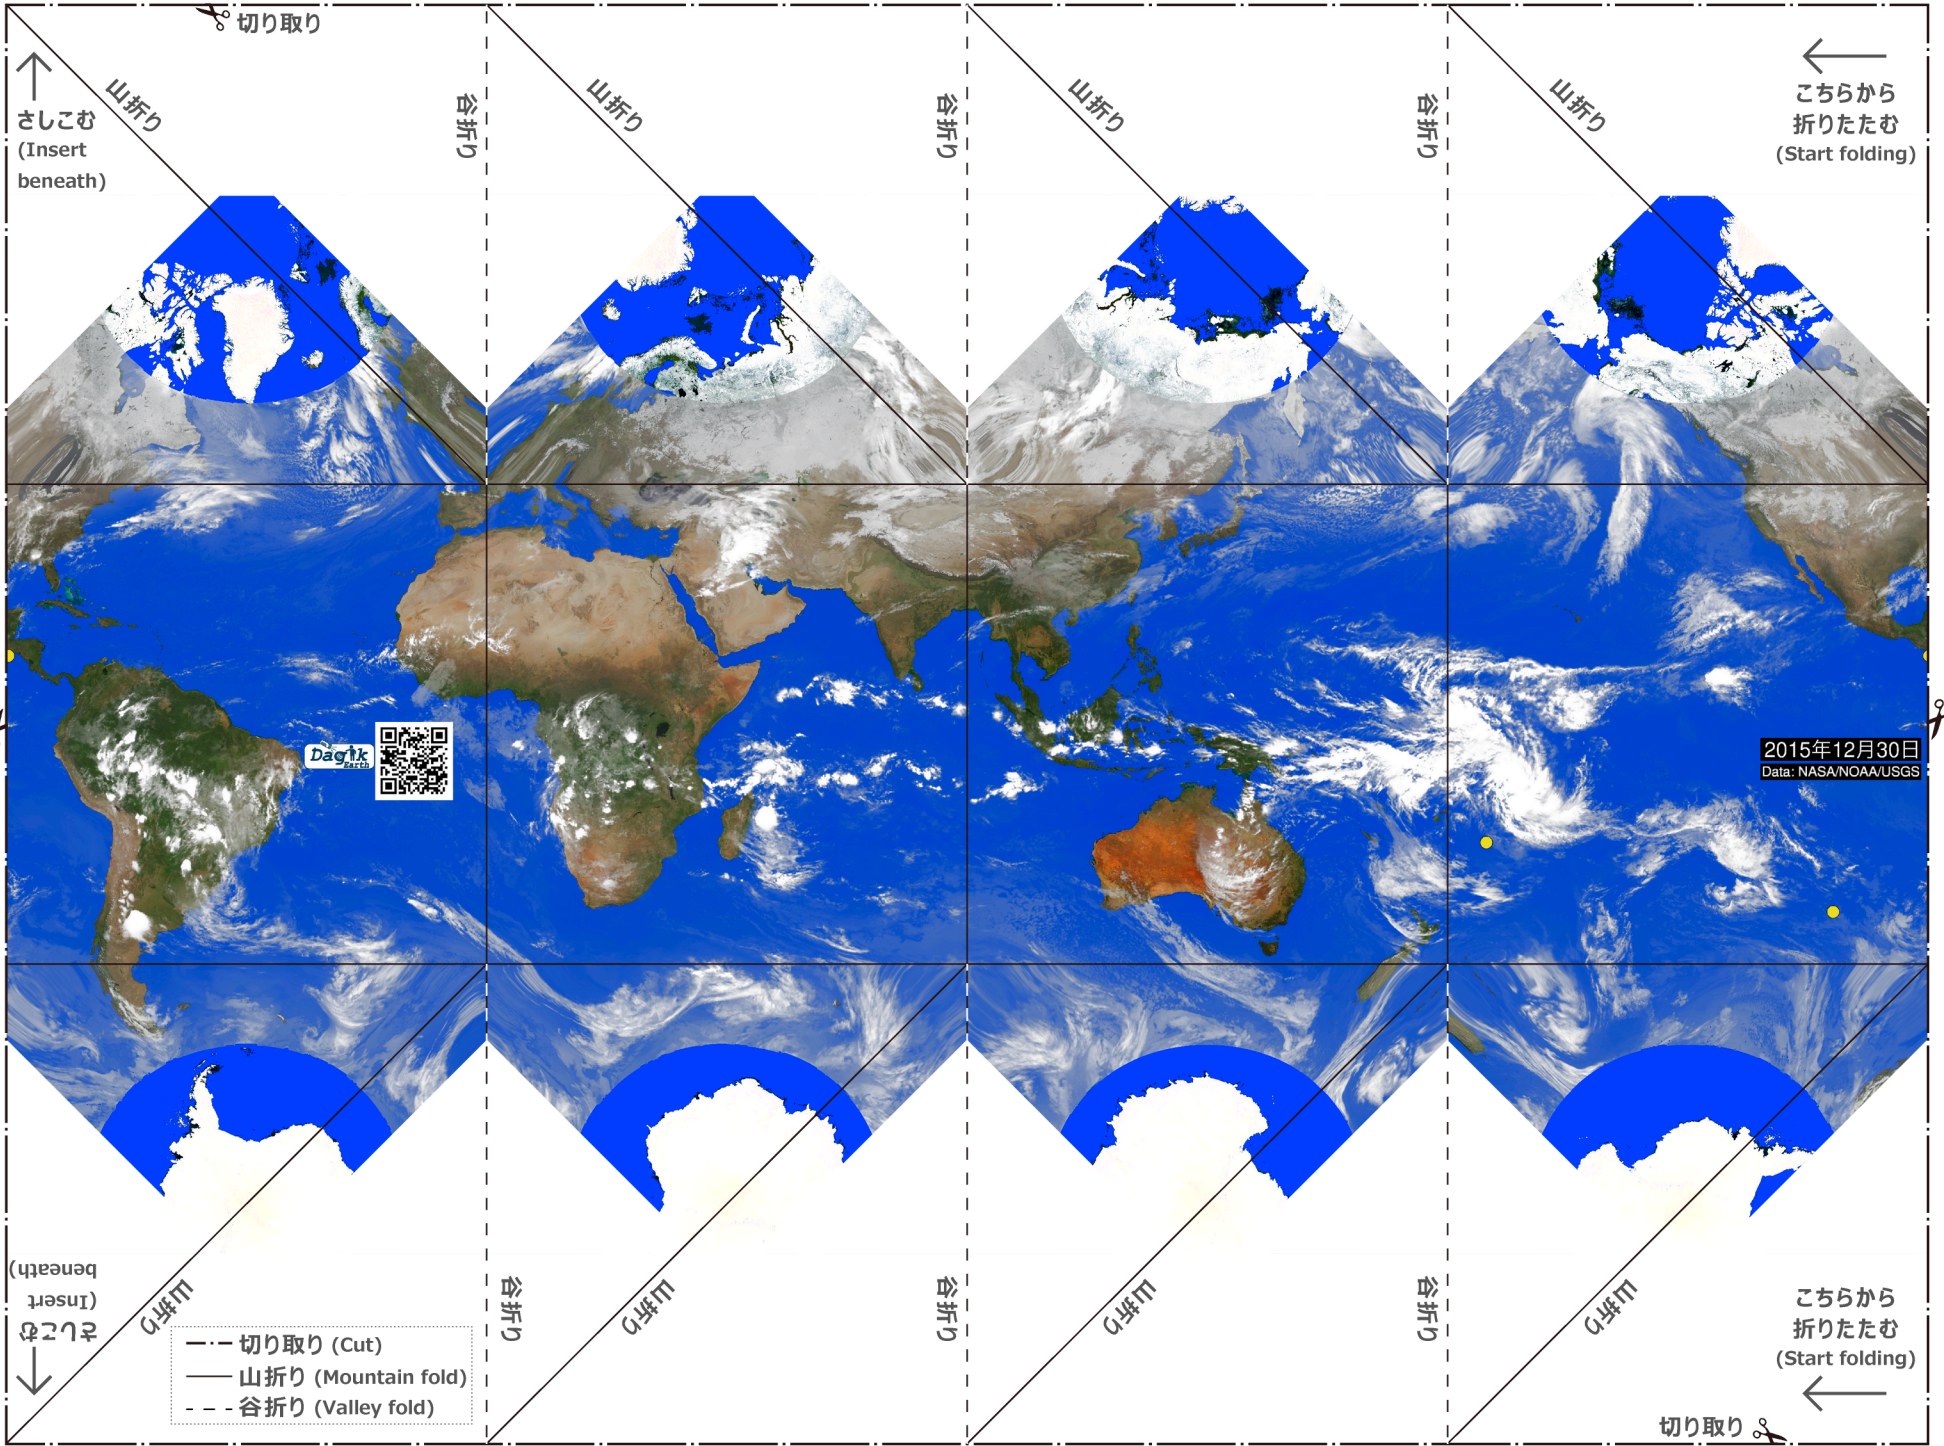 切り取り
山折り
谷折り
山折り
谷折り
山折り
谷折り
山折り
さしこむ
(Insert
beneath)
こちらから
折りたたむ
(Start folding)
Dagik
Earth
2015年12月30日
Data: NASA/NOAA/USGS
さしこむ
(Insert
beneath)
山折り
谷折り
山折り
谷折り
山折り
谷折り
山折り
こちらから
折りたたむ
(Start folding)
切り取り (Cut)
山折り (Mountain fold)
谷折り (Valley fold)
切り取り